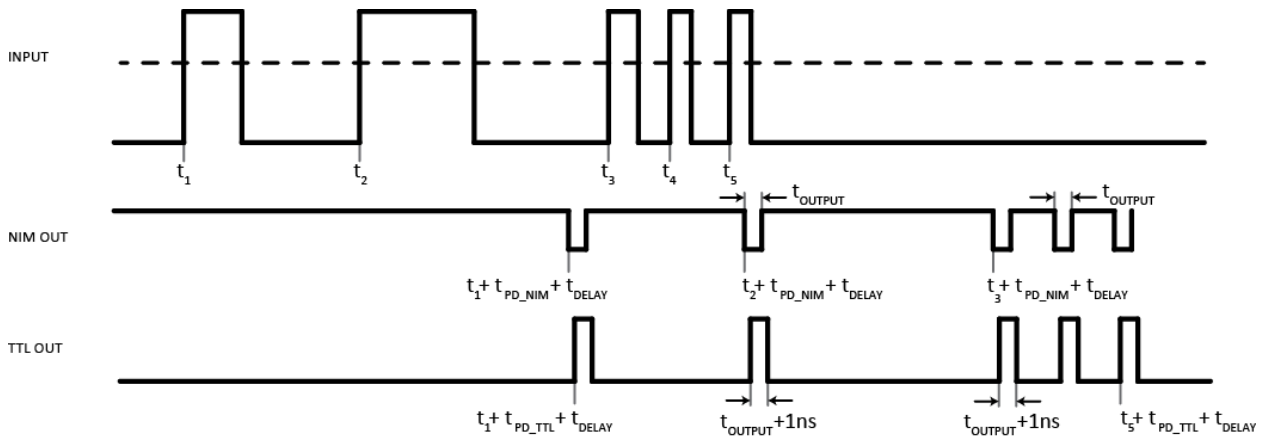 INPUT
t1 t2 t3 t4 t5
tOUTPUT tOUTPUT
NIM OUT
t1+ tPD_NIM + tDELAY t2+ tPD_NIM + tDELAY t3+ tPD_NIM + tDELAY
TTL OUT
t1+ tPD_TTL + tDELAY tOUTPUT+1ns tOUTPUT+1ns t5+ tPD_TTL + tDELAY